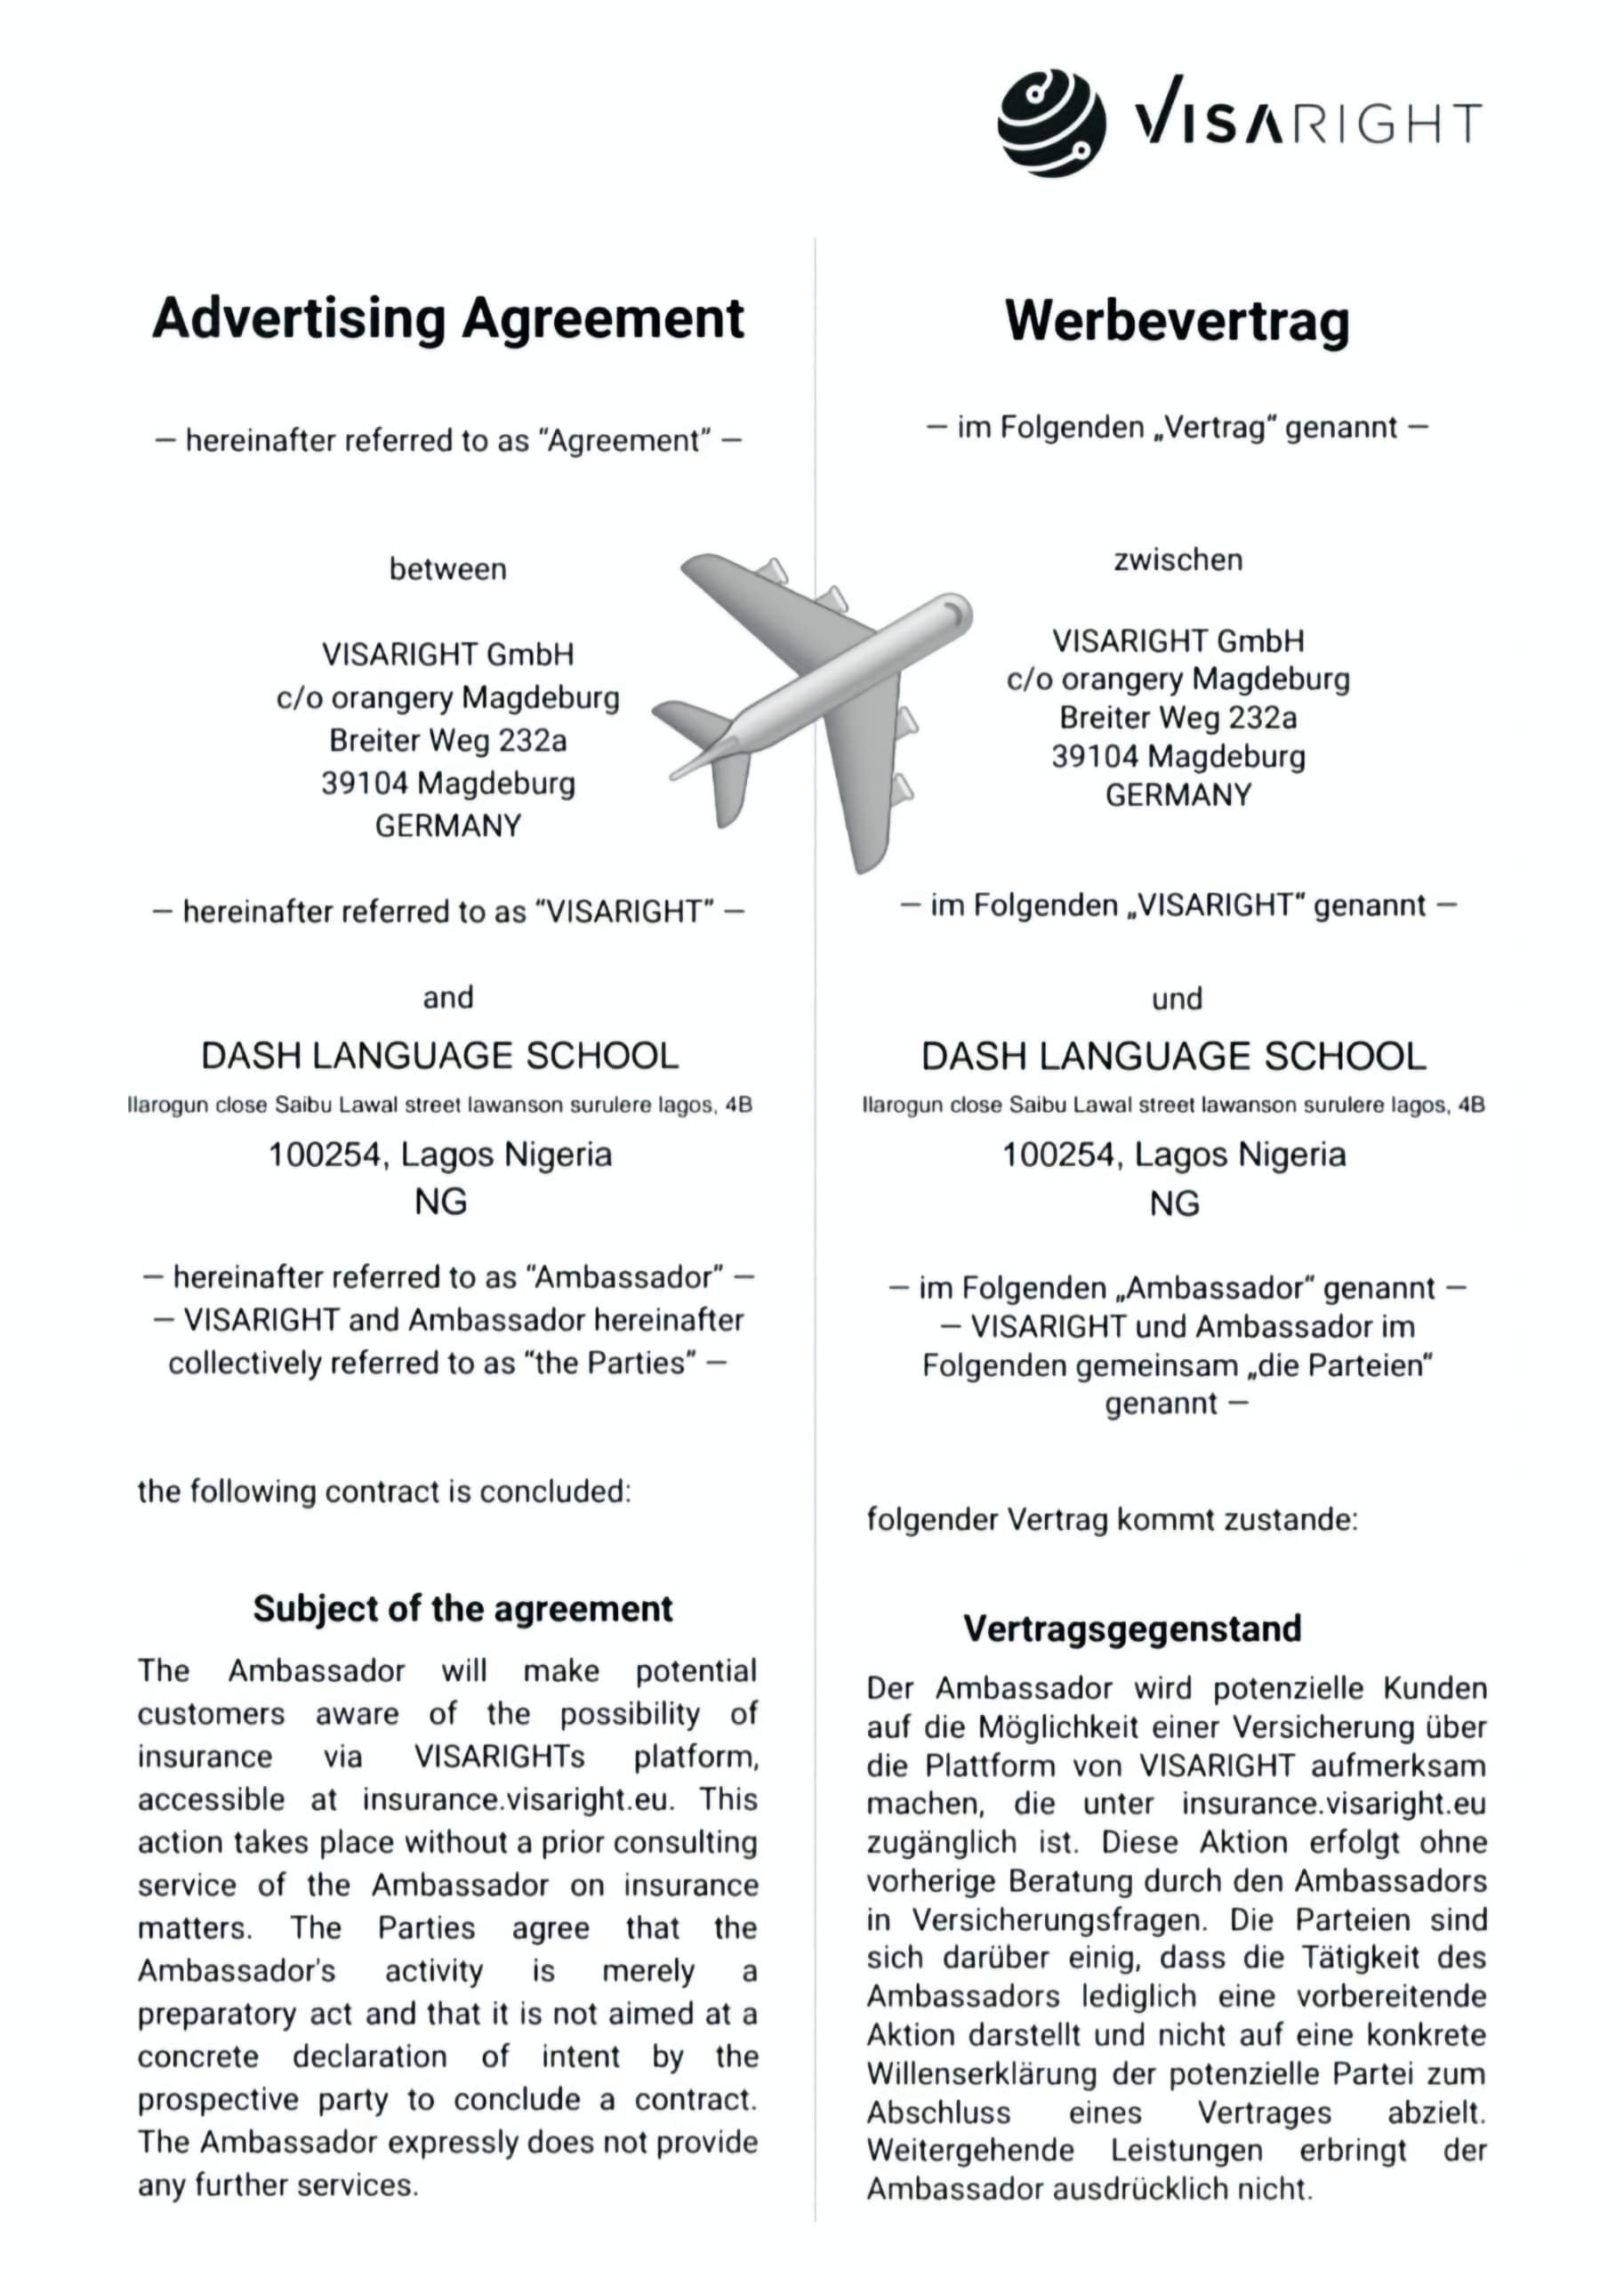 VISARIGHT
Advertising Agreement
— hereinafter referred to as “Agreement” —
between
VISARIGHT GmbH
c/o orangery Magdeburg
Breiter Weg 232a
39104 Magdeburg
GERMANY
— hereinafter referred to as “VISARIGHT” —
and
DASH LANGUAGE SCHOOL
Ilarogun close Saibu Lawal street lawanson surulere lagos, 4B
100254, Lagos Nigeria
NG
— hereinafter referred to as “Ambassador” —
— VISARIGHT and Ambassador hereinafter
collectively referred to as “the Parties” —
the following contract is concluded:
Subject of the agreement
The Ambassador will make potential
customers aware of the possibility of
insurance via VISARIGHTs platform,
accessible at insurance.visaright.eu. This
action takes place without a prior consulting
service of the Ambassador on insurance
matters. The Parties agree that the
Ambassador's activity is merely a
preparatory act and that it is not aimed at a
concrete declaration of intent by the
prospective party to conclude a contract.
The Ambassador expressly does not provide
any further services.
Werbevertrag
— im Folgenden „Vertrag“ genannt —
zwischen
VISARIGHT GmbH
c/o orangery Magdeburg
Breiter Weg 232a
39104 Magdeburg
GERMANY
— im Folgenden „VISARIGHT“ genannt —
und
DASH LANGUAGE SCHOOL
Ilarogun close Saibu Lawal street lawanson surulere lagos, 4B
100254, Lagos Nigeria
NG
— im Folgenden „Ambassador“ genannt —
— VISARIGHT und Ambassador im
Folgenden gemeinsam „die Parteien“
genannt —
folgender Vertrag kommt zustande:
Vertragsgegenstand
Der Ambassador wird potenzielle Kunden
auf die Möglichkeit einer Versicherung über
die Plattform von VISARIGHT aufmerksam
machen, die unter insurance.visaright.eu
zugänglich ist. Diese Aktion erfolgt ohne
vorherige Beratung durch den Ambassadors
in Versicherungsfragen. Die Parteien sind
sich darüber einig, dass die Tätigkeit des
Ambassadors lediglich eine vorbereitende
Aktion darstellt und nicht auf eine konkrete
Willenserklärung der potenzielle Partei zum
Abschluss eines Vertrages abzielt.
Weitergehende Leistungen erbringt der
Ambassador ausdrücklich nicht.